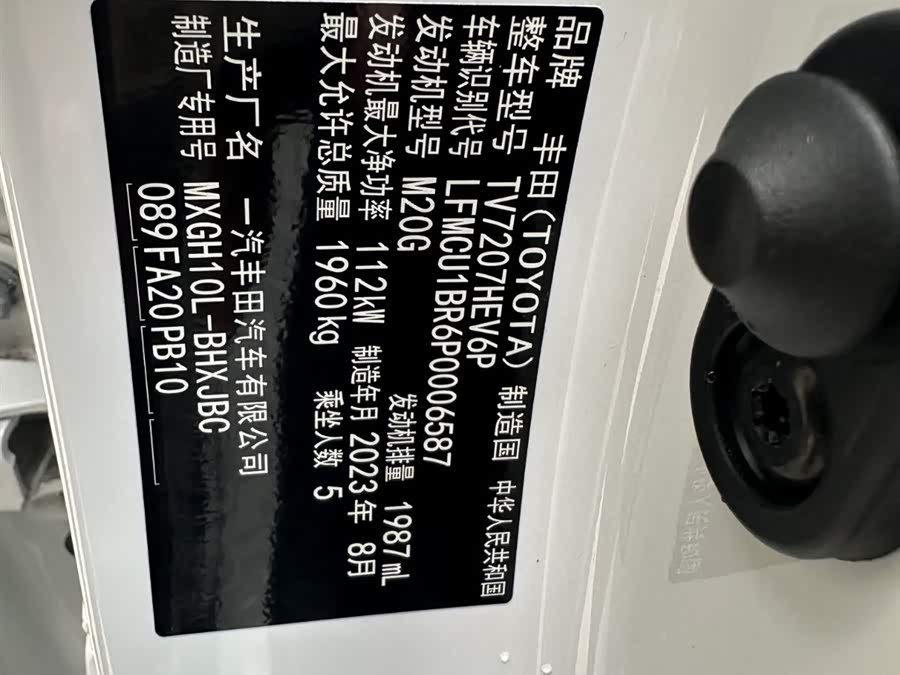 品牌 丰田(TOYOTA) 制造国 中华人民共和国
整车型号 TV7207HEV6P
车辆识别代号 LFMCU1BR6P0006587
发动机型号 M20G 发动机排量 1987mL
发动机最大净功率 112kW 制造年月 2023年 8月
最大允许总质量 1960kg 乘坐人数 5
生产厂名 一汽丰田汽车有限公司
制造厂专用号 MXGH10L-BHXJBC
089FA20PB10